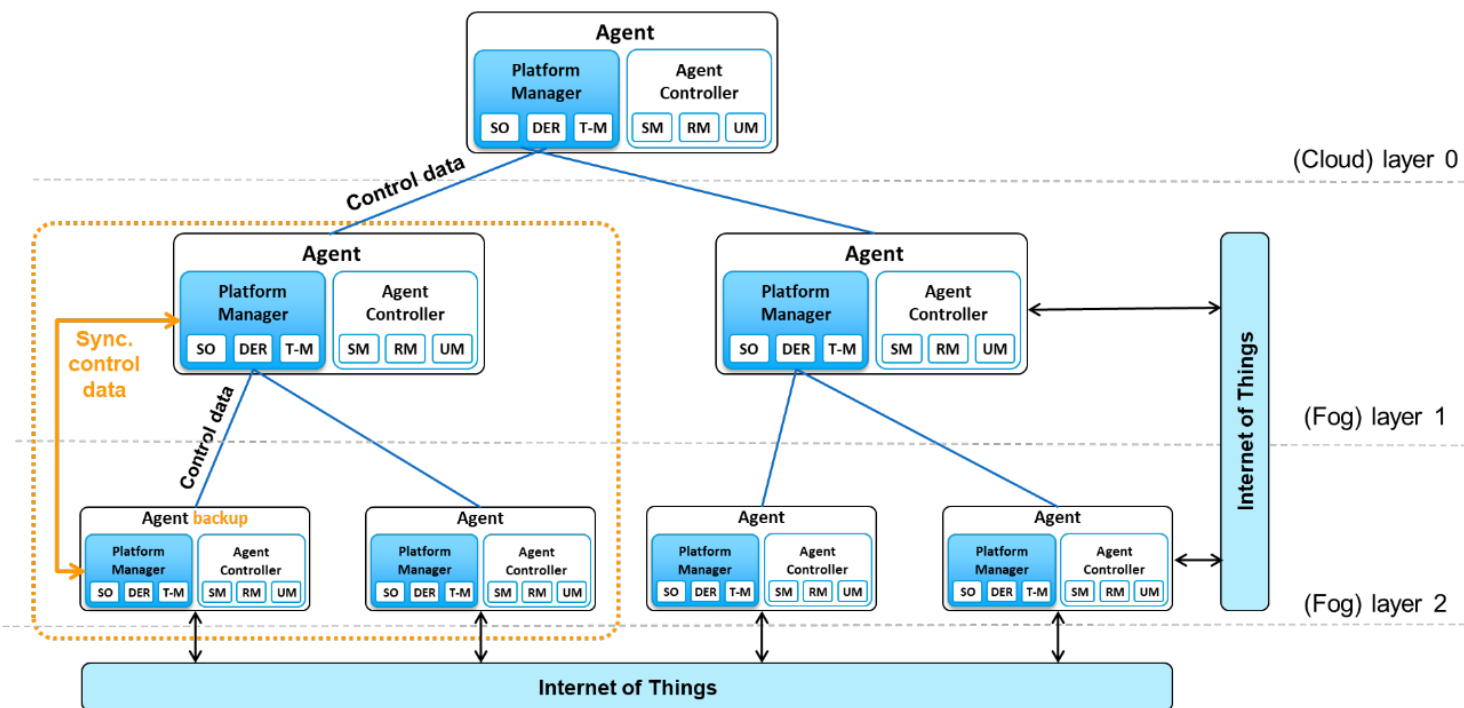 Agent
Platform
Manager
SO DER T-M
Agent
Controller
SM RM UM
Control data
(Cloud) layer 0
Agent
Platform
Manager
SO DER T-M
Agent
Controller
SM RM UM
Agent
Platform
Manager
SO DER T-M
Agent
Controller
SM RM UM
Sync.
control
data
Control data
Internet of Things
(Fog) layer 1
Agent backup
Platform
Manager
SO DER T-M
Agent
Controller
SM RM UM
Agent
Platform
Manager
SO DER T-M
Agent
Controller
SM RM UM
Agent
Platform
Manager
SO DER T-M
Agent
Controller
SM RM UM
Agent
Platform
Manager
SO DER T-M
Agent
Controller
SM RM UM
(Fog) layer 2
Internet of Things